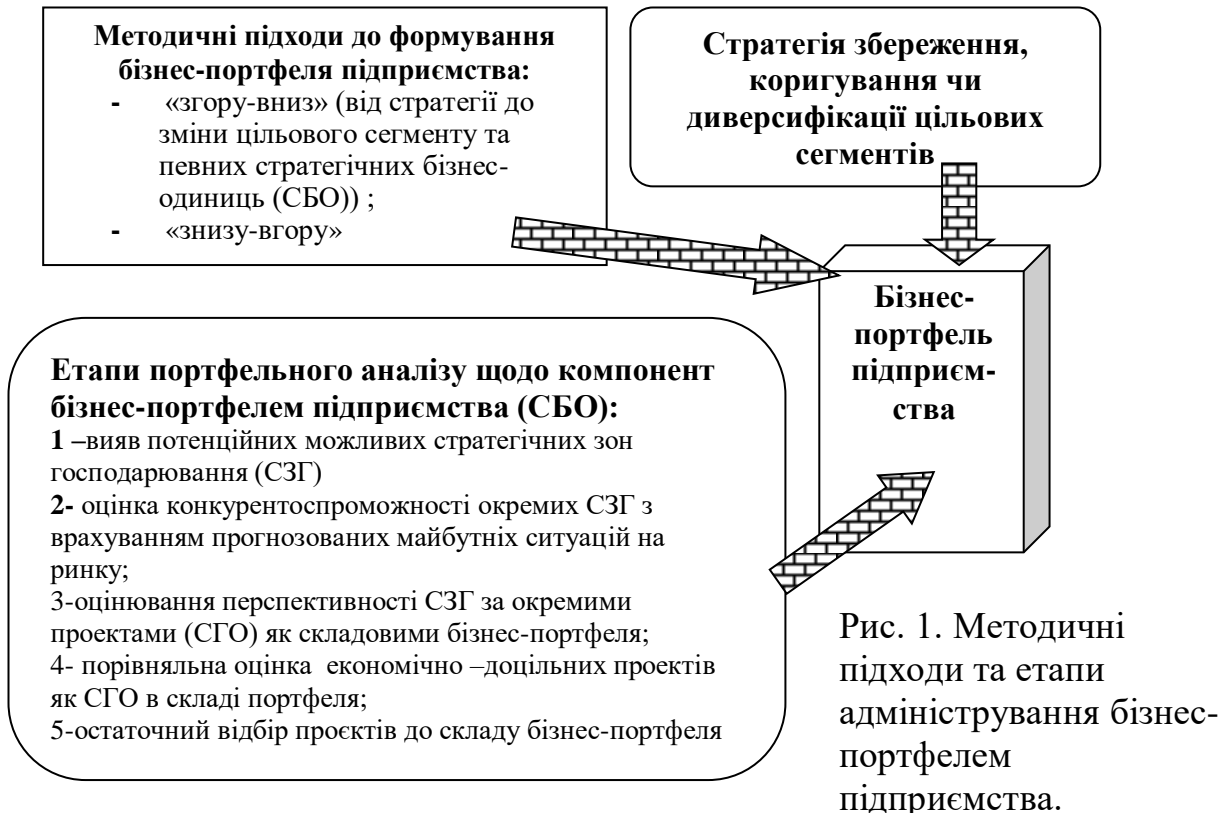 Методичні підходи до формування
бізнес-портфеля підприємства:
- «згору-вниз» (від стратегії до
зміни цільового сегменту та
певних стратегічних бізнес-
одиниць (СБО)) ;
- «знизу-вгору»
Стратегія збереження,
коригування чи
диверсифікації цільових
сегментів
Бізнес-
портфель
підприєм-
ства
Етапи портфельного аналізу щодо компонент
бізнес-портфелем підприємства (СБО):
1 –вияв потенційних можливих стратегічних зон
господарювання (СЗГ)
2- оцінка конкурентоспроможності окремих СЗГ з
врахуванням прогнозованих майбутніх ситуацій на
ринку;
3-оцінювання перспективності СЗГ за окремими
проектами (СГО) як складовими бізнес-портфеля;
4- порівняльна оцінка економічно –доцільних проектів
як СГО в складі портфеля;
5-остаточний відбір проєктів до складу бізнес-портфеля
Рис. 1. Методичні
підходи та етапи
адміністрування бізнес-
портфелем
підприємства.